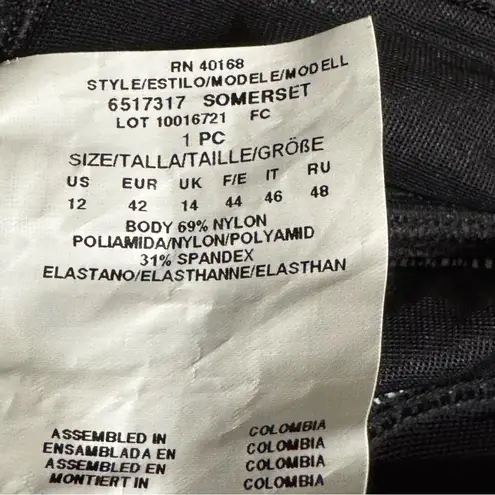 RN 40168
STYLE/ESTILO/MODELE/MODELL
6517317 SOMERSET
LOT 10016721 FC
1 PC
SIZE/TALLA/TAILLE/GRÖßE
US EUR UK F/E IT RU
12 42 14 44 46 48
BODY 69% NYLON
POLIAMIDA/NYLON/POLYAMID
31% SPANDEX
ELASTANO/ELASTHANNE/ELASTHAN
ASSEMBLED IN COLOMBIA
ENSAMBLADA EN COLOMBIA
ASSEMBLED EN COLOMBIA
MONTIERT IN COLOMBIA